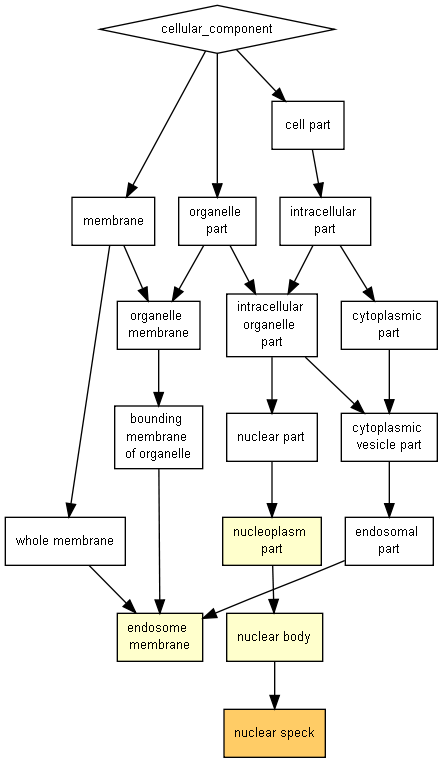 cellular_component
cell part
membrane
organelle
part
intracellular
part
organelle
membrane
intracellular
organelle
part
cytoplasmic
part
bounding
membrane
of organelle
nuclear part
cytoplasmic
vesicle part
whole membrane
nucleoplasm
part
endosomal
part
endosome
membrane
nuclear body
nuclear speck